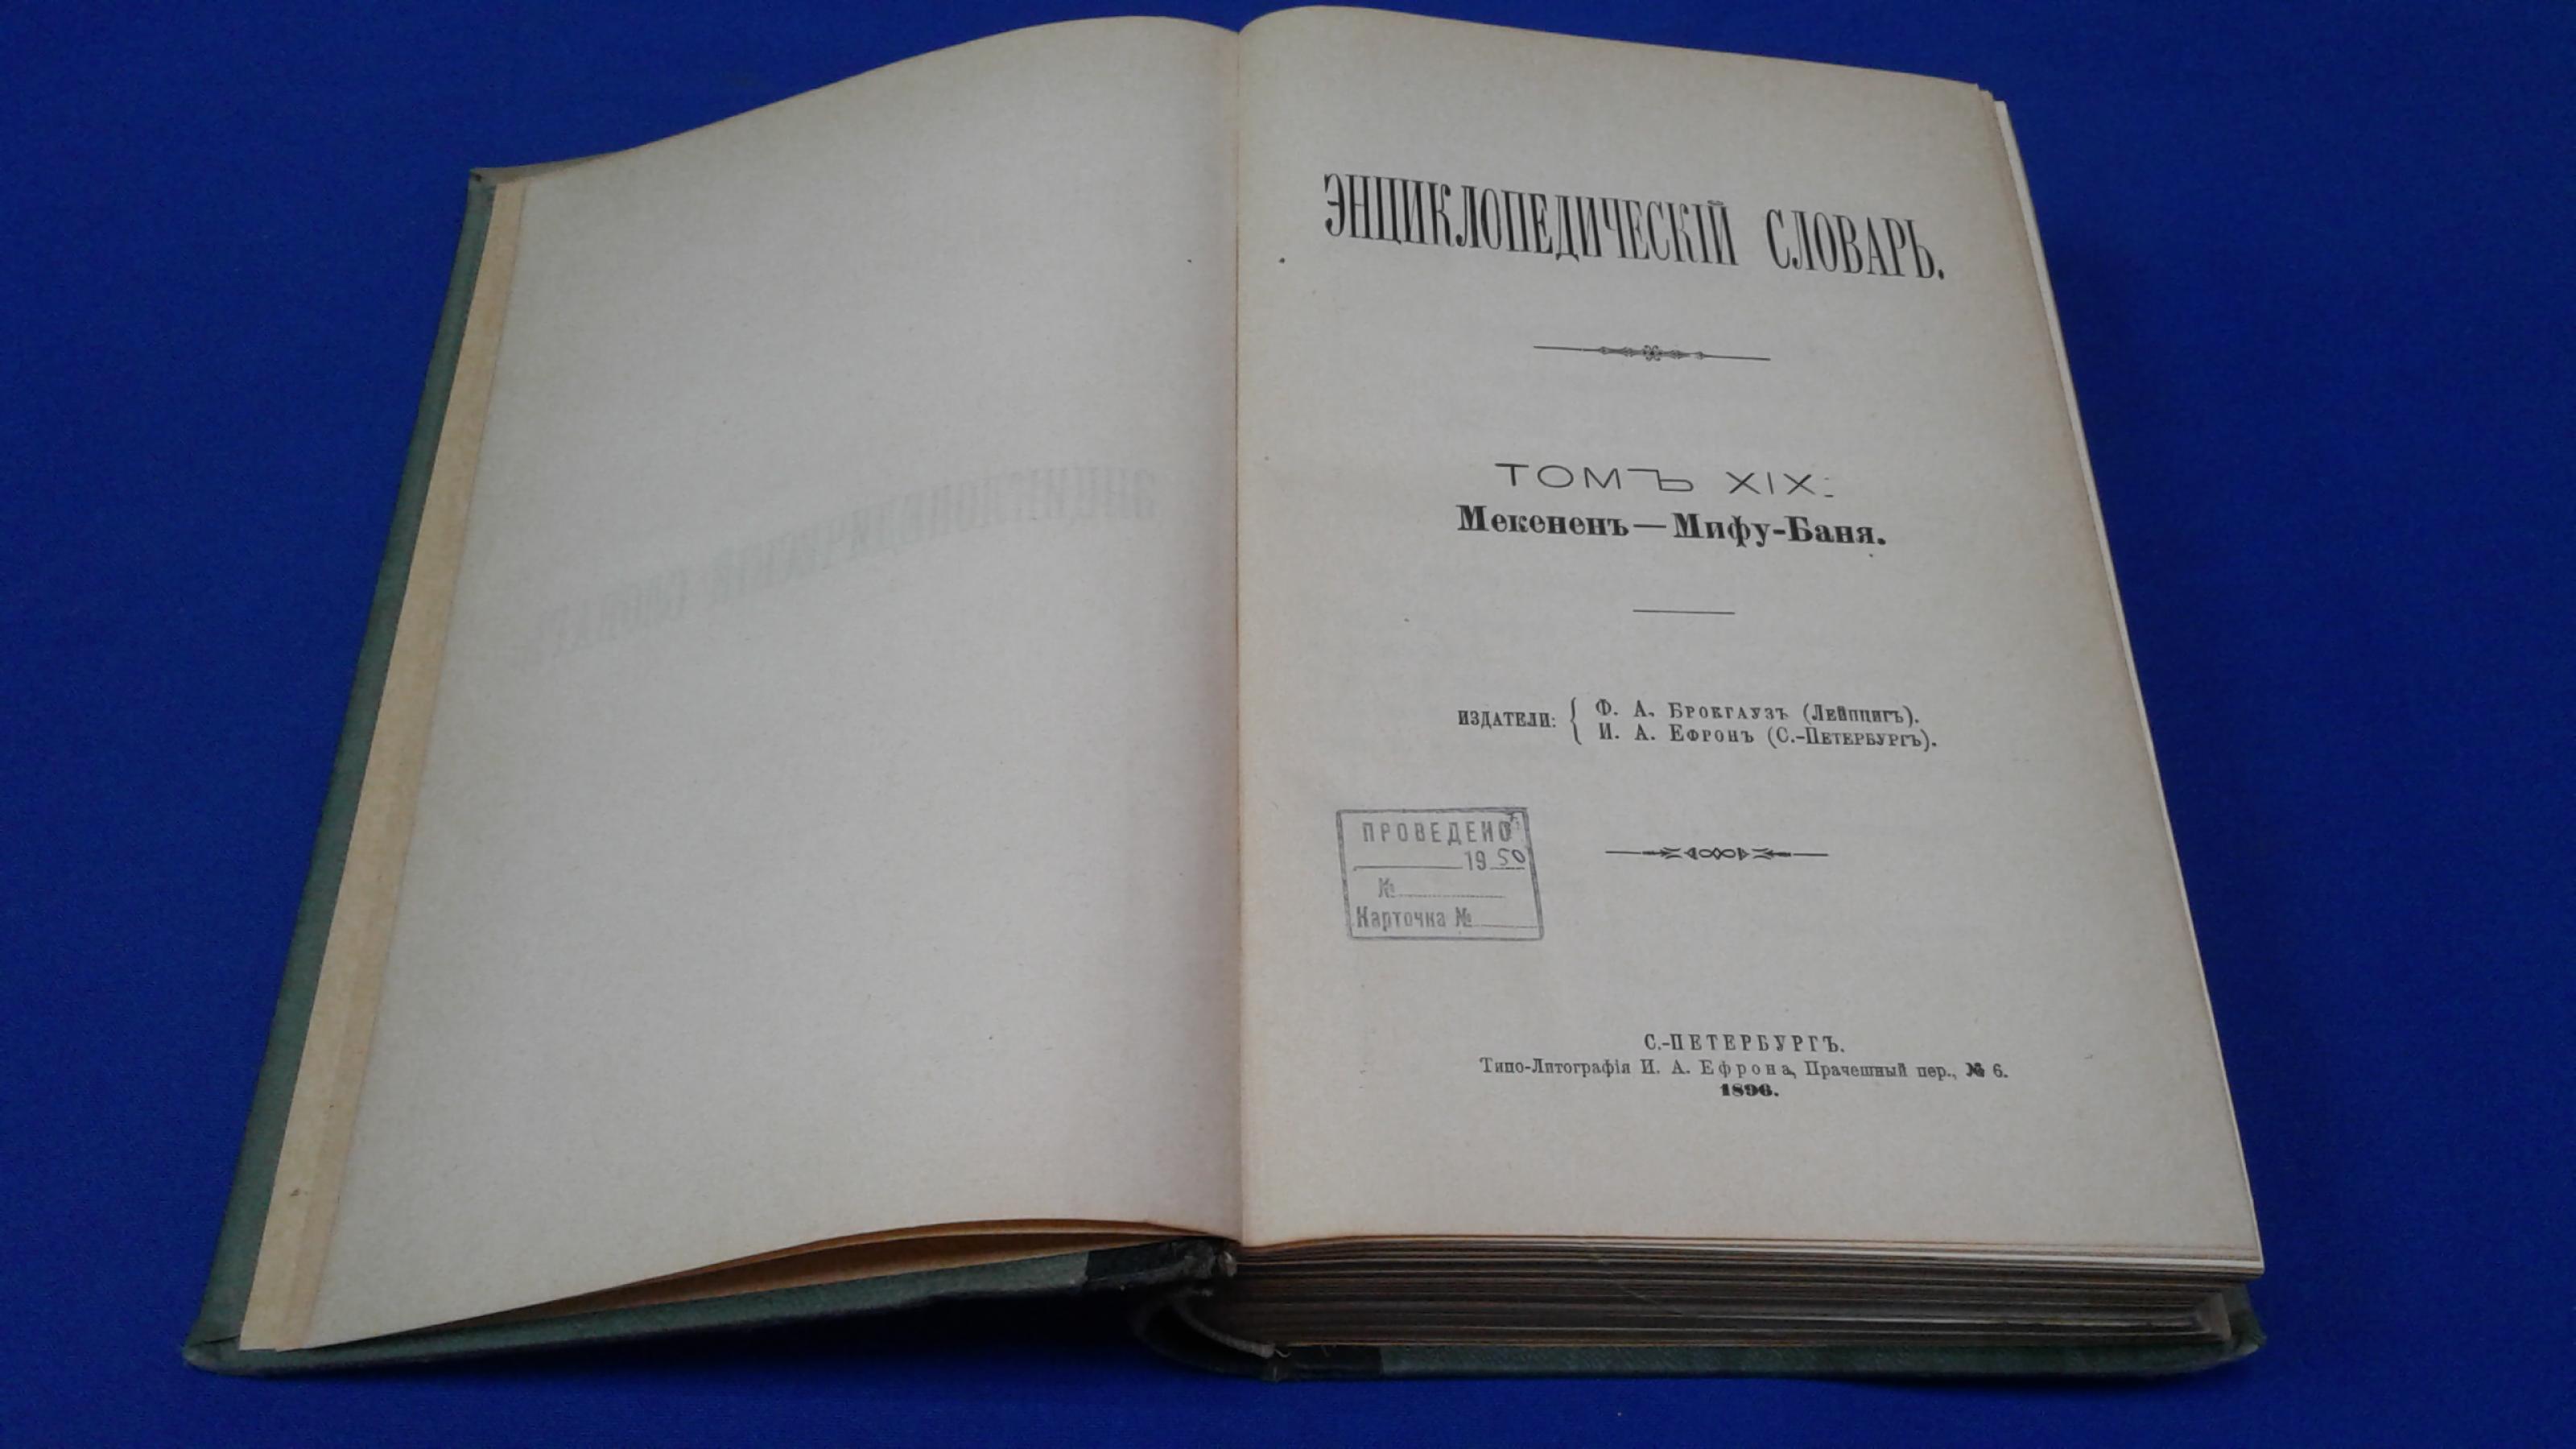 ЭНЦИКЛОПЕДИЧЕСКІЙ СЛОВАРЬ.
ТОМЪ XIX:
Мекененъ—Мифу-Баня.
ИЗДАТЕЛИ: { Ф. А. БРОКГАУЗЪ (ЛЕЙПЦИГЪ).
И. А. ЕФРОНЪ (С.-ПЕТЕРБУРГЪ).
ПРОВЕДЕНО
19 50
№
Карточка №
С.-ПЕТЕРБУРГЪ.
Типо-Литографія И. А. Ефрона, Прачешный пер., № 6.
1896.